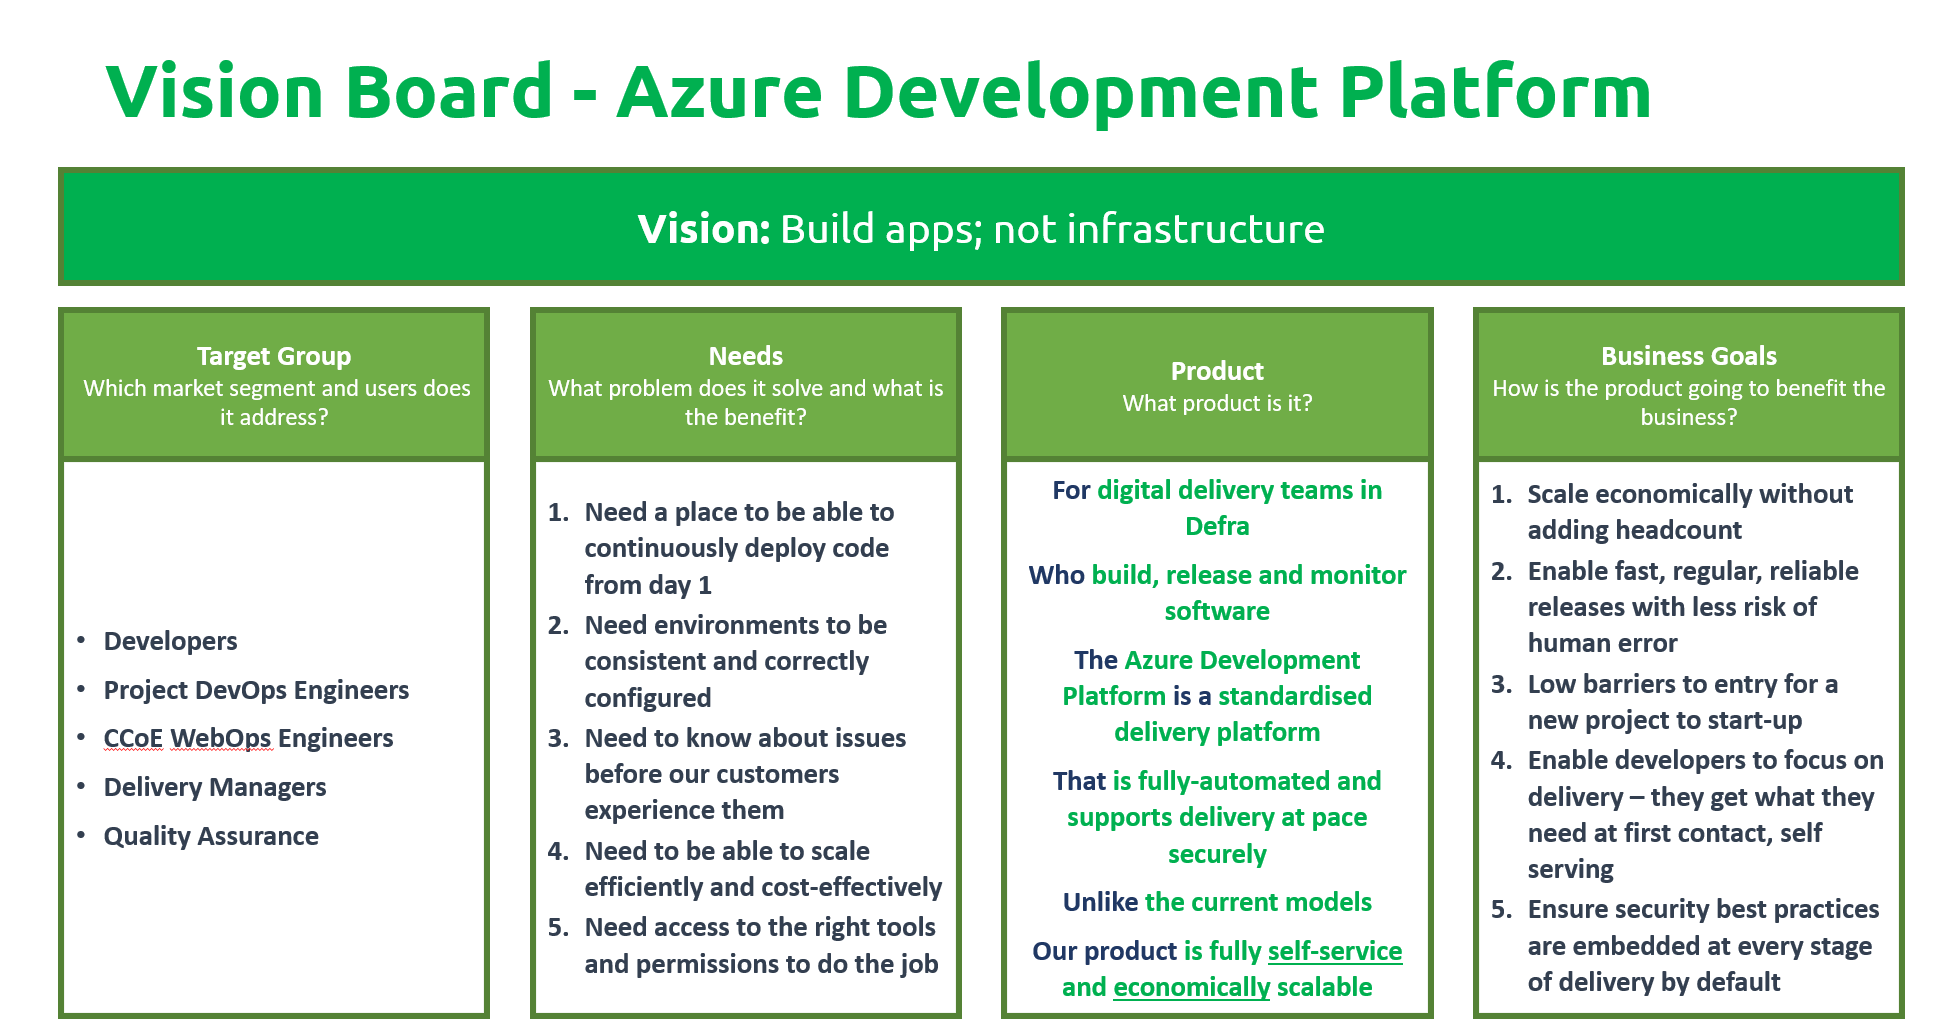 Vision Board - Azure Development Platform
Vision: Build apps; not infrastructure
Target Group
Which market segment and users does
it address?
• Developers
• Project DevOps Engineers
• CCoE WebOps Engineers
• Delivery Managers
• Quality Assurance
Needs
What problem does it solve and what is
the benefit?
1. Need a place to be able to
continuously deploy code
from day 1
2. Need environments to be
consistent and correctly
configured
3. Need to know about issues
before our customers
experience them
4. Need to be able to scale
efficiently and cost-effectively
5. Need access to the right tools
and permissions to do the job
Product
What product is it?
For digital delivery teams in
Defra
Who build, release and monitor
software
The Azure Development
Platform is a standardised
delivery platform
That is fully-automated and
supports delivery at pace
securely
Unlike the current models
Our product is fully self-service
and economically scalable
Business Goals
How is the product going to benefit the
business?
1. Scale economically without
adding headcount
2. Enable fast, regular, reliable
releases with less risk of
human error
3. Low barriers to entry for a
new project to start-up
4. Enable developers to focus on
delivery – they get what they
need at first contact, self
serving
5. Ensure security best practices
are embedded at every stage
of delivery by default